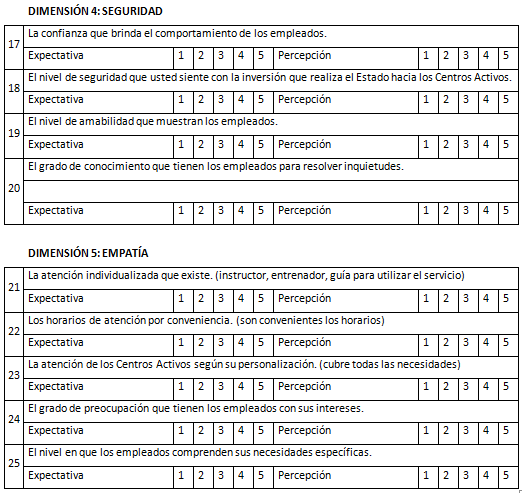 DIMENSIÓN 4: SEGURIDAD
17 La confianza que brinda el comportamiento de los empleados.
Expectativa 1 2 3 4 5 Percepción 1 2 3 4 5
18 El nivel de seguridad que usted siente con la inversión que realiza el Estado hacia los Centros Activos.
Expectativa 1 2 3 4 5 Percepción 1 2 3 4 5
19 El nivel de amabilidad que muestran los empleados.
Expectativa 1 2 3 4 5 Percepción 1 2 3 4 5
20 El grado de conocimiento que tienen los empleados para resolver inquietudes.
Expectativa 1 2 3 4 5 Percepción 1 2 3 4 5
DIMENSIÓN 5: EMPATÍA
21 La atención individualizada que existe. (instructor, entrenador, guía para utilizar el servicio)
Expectativa 1 2 3 4 5 Percepción 1 2 3 4 5
22 Los horarios de atención por conveniencia. (son convenientes los horarios)
Expectativa 1 2 3 4 5 Percepción 1 2 3 4 5
23 La atención de los Centros Activos según su personalización. (cubre todas las necesidades)
Expectativa 1 2 3 4 5 Percepción 1 2 3 4 5
24 El grado de preocupación que tienen los empleados con sus intereses.
Expectativa 1 2 3 4 5 Percepción 1 2 3 4 5
25 El nivel en que los empleados comprenden sus necesidades específicas.
Expectativa 1 2 3 4 5 Percepción 1 2 3 4 5